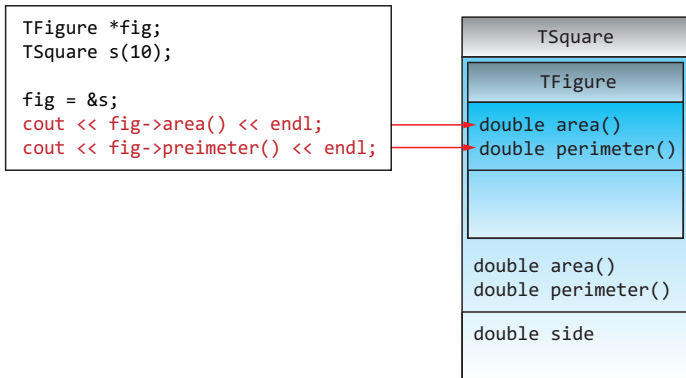 TFigure *fig;
TSquare s(10);
fig = &s;
cout << fig->area() << endl;
cout << fig->preimeter() << endl;
TSquare
TFigure
double area()
double perimeter()
double area()
double perimeter()
double side